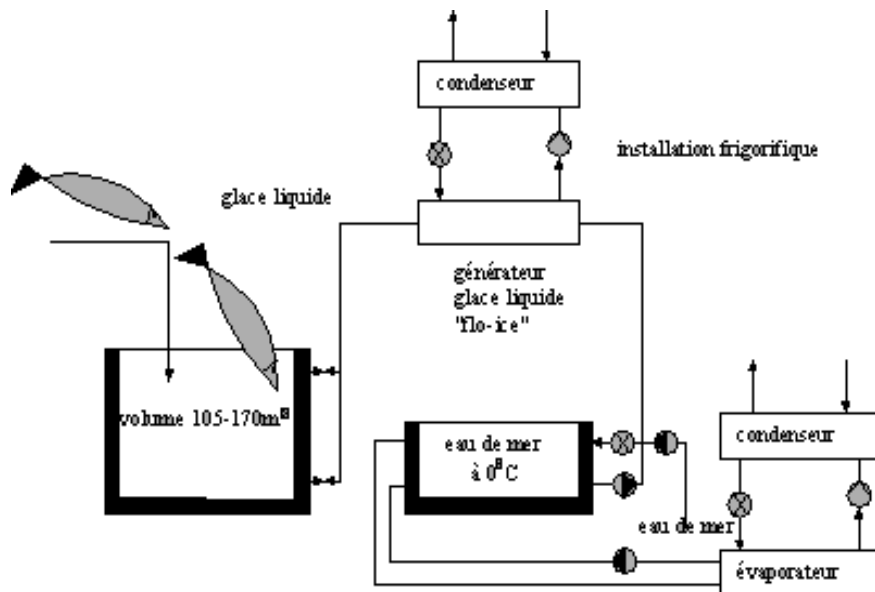 condenseur
installation frigorifique
glace liquide
générateur
glace liquide
"flo-ice"
volume 105-170m³
eau de mer
à 0°C
condenseur
eau de mer
évaporateur